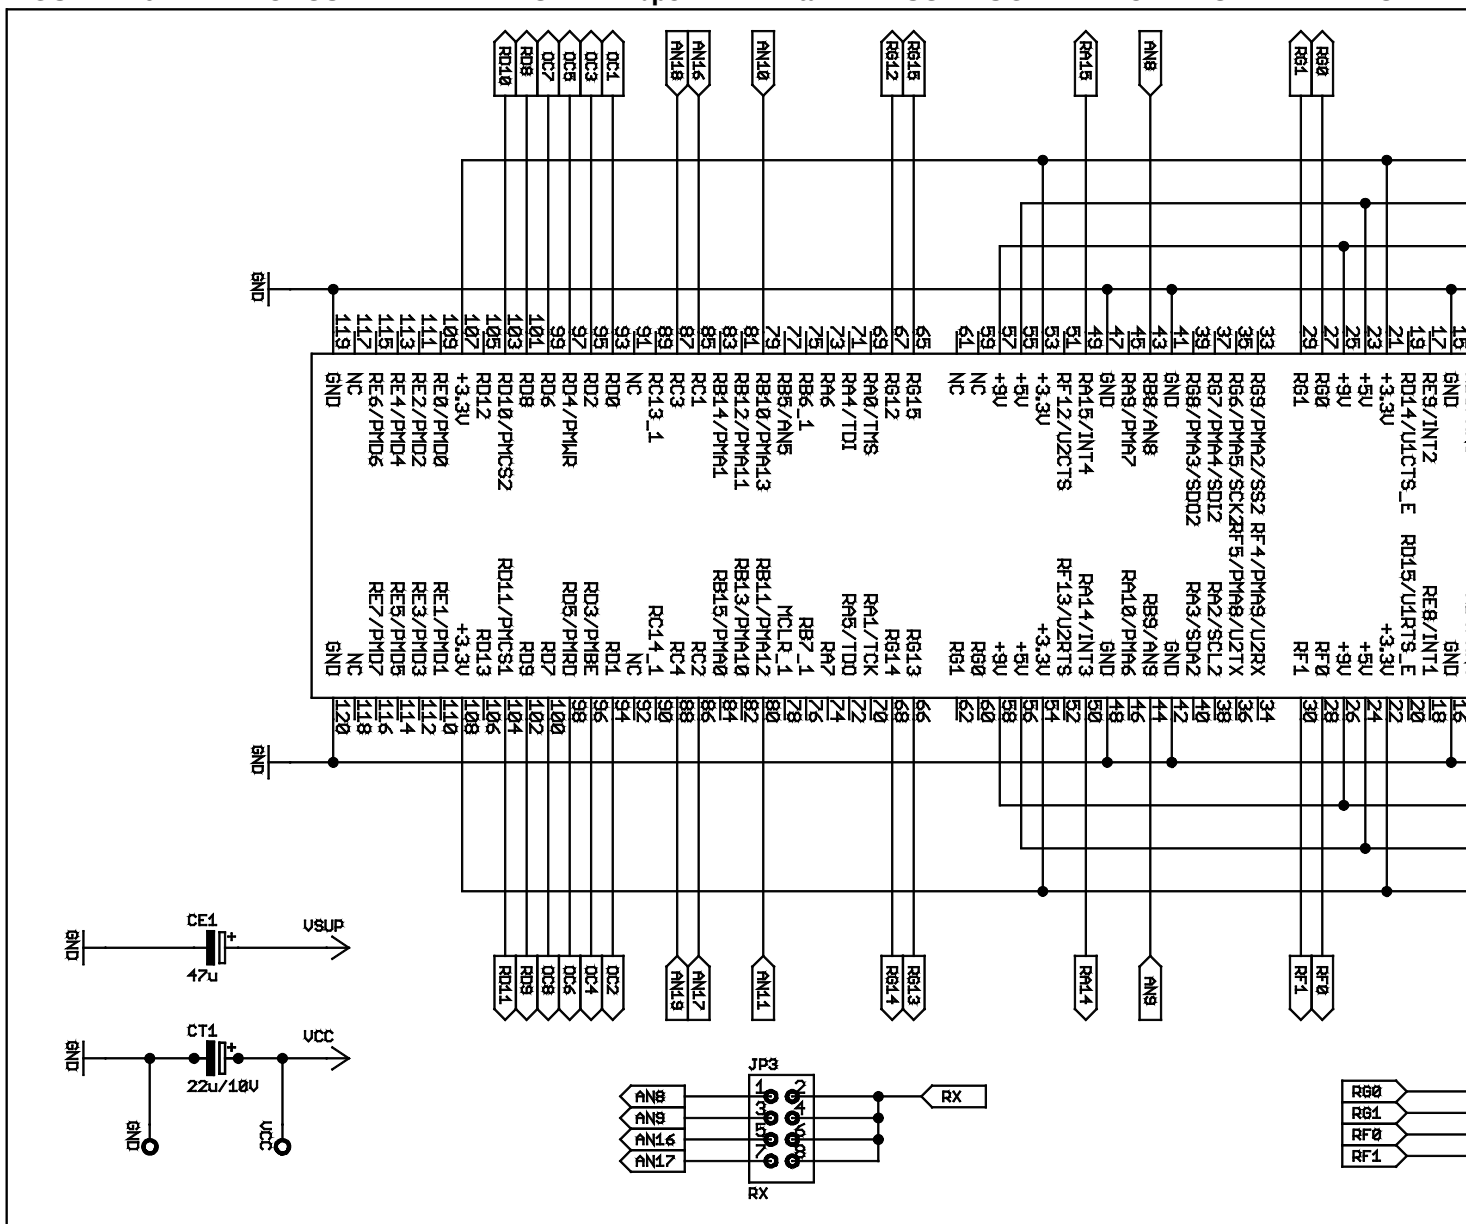 RD10
RD8
OC7
OC5
OC3
OC1
AN18
AN16
AN10
RG12
RG15
RA15
AN8
RG1
RG0
GND
119
117
115
113
111
109
107
105
103
101
99
97
95
93
91
89
87
85
83
81
79
77
75
73
71
69
67
65
61
59
57
55
53
51
49
47
45
43
41
39
37
35
33
29
27
25
23
21
19
17
15
GND
NC
RE6/PMD6
RE4/PMD4
RE2/PMD2
RE0/PMD0
+3.3V
RD12
RD10/PMCS2
RD8
RD6
RD4/PMWR
RD2
RD0
NC
RC13_1
RC3
RC1
RB14/PMA1
RB12/PMA11
RB10/PMA13
RB5/AN5
RB6_1
RA6
RA4/TDI
RA0/TMS
RG12
RG15
NC
NC
+9V
+5V
+3.3V
RF12/U2CTS
RA15/INT4
GND
RA9/PMA7
RB8/AN8
GND
RG8/PMA3/SDO2
RG7/PMA4/SDI2
RG6/PMA5/SCK2
RG9/PMA2/SS2
RG1
RG0
+9V
+5V
+3.3V
RD14/U1CTS_E
RE9/INT2
GND
GND
NC
RE7/PMD7
RE5/PMD5
RE3/PMD3
RE1/PMD1
+3.3V
RD13
RD11/PMCS1
RD9
RD7
RD5/PMRD
RD3/PMBE
RD1
NC
RC14_1
RC4
RC2
RB15/PMA0
RB13/PMA10
RB11/PMA12
MCLR_1
RB7_1
RA7
RA5/TDO
RA1/TCK
RG14
RG13
RG1
RG0
+9V
+5V
+3.3V
RF13/U2RTS
RA14/INT3
GND
RA10/PMA6
RB9/AN9
GND
RA3/SDA2
RA2/SCL2
RF5/PMA8/U2TX
RF4/PMA9/U2RX
RF1
RF0
+9V
+5V
+3.3V
RD15/U1RTS_E
RE8/INT1
GND
120
118
116
114
112
110
108
106
104
102
100
98
96
94
92
90
88
86
84
82
80
78
76
74
72
70
68
66
62
60
58
56
54
52
50
48
46
44
42
40
38
36
34
30
28
26
24
22
20
18
16
GND
RD11
RD9
OC8
OC6
OC4
OC2
AN19
AN17
AN11
RG14
RG13
RA14
AN9
RF1
RF0
CE1
VSUP
GND
+
47u
CT1
VCC
GND
+
22u/10V
GND
VCC
JP3
AN8 1 2 RX
AN9 3 4
AN16 5 6
AN17 7 8
RX
RG0
RG1
RF0
RF1